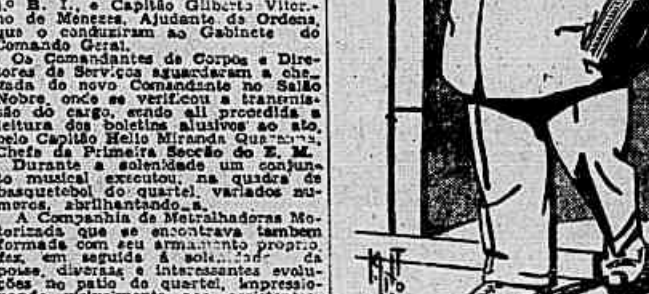 1.º B. I., e Capitão Gilberto Viter-
no de Menezes, Ajudante de Ordens,
que o conduziram ao Gabinete do
Comando Geral.
Os Comandantes de Corpos e Dire-
tores de Serviços aguardaram a che_
gada do novo Comandante no Salão
Nobre, onde se verificou a transmis-
são do cargo, sendo ali procedida a
leitura dos boletins alusivos ao ato,
pelo Capitão Helio Miranda
Chefe da Primeira Secção do E. M.
Durante a solenidade um conjun-
to musical executou, na quadra de
basquetebol do quartel, variados nu-
meros, abrilhantando_a.
A Companhia de Metralhadoras Mo-
torizada que se encontrava tambem
formada com seu armamento proprio,
fez, em seguida á solenidade da
posse, diversas e interessantes evolu-
ções no patio do quartel, impressio-